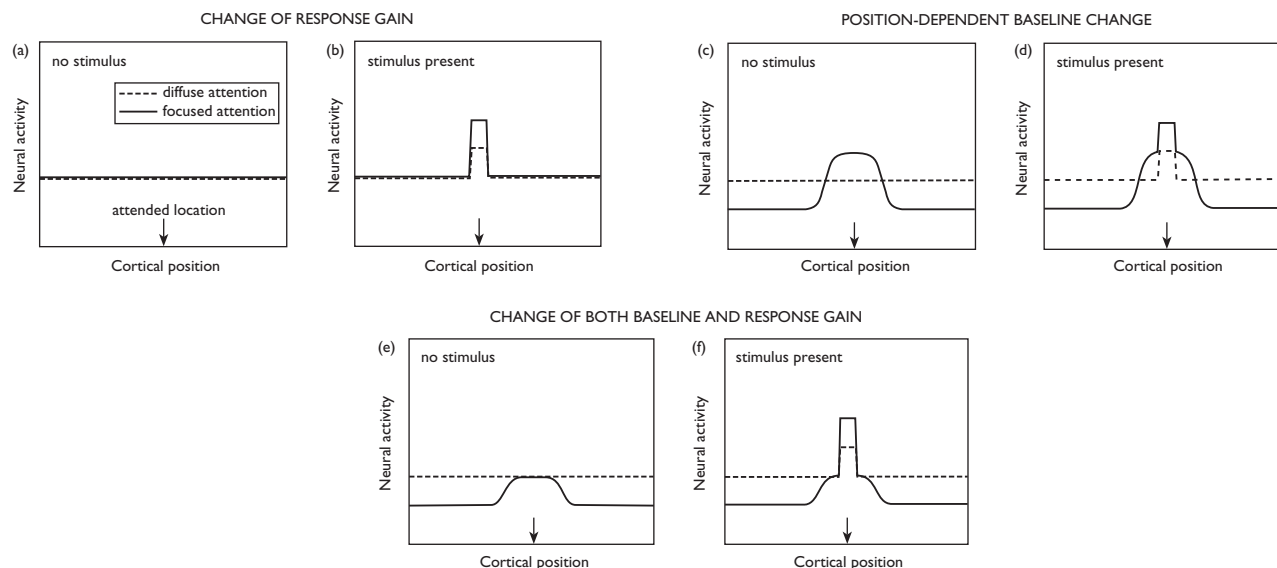 CHANGE OF RESPONSE GAIN
(a)
no stimulus
diffuse attention
focused attention
attended location
Neural activity
Cortical position
(b)
stimulus present
Neural activity
Cortical position
POSITION-DEPENDENT BASELINE CHANGE
(c)
no stimulus
Neural activity
Cortical position
(d)
stimulus present
Neural activity
Cortical position
CHANGE OF BOTH BASELINE AND RESPONSE GAIN
(e)
no stimulus
Neural activity
Cortical position
(f)
stimulus present
Neural activity
Cortical position